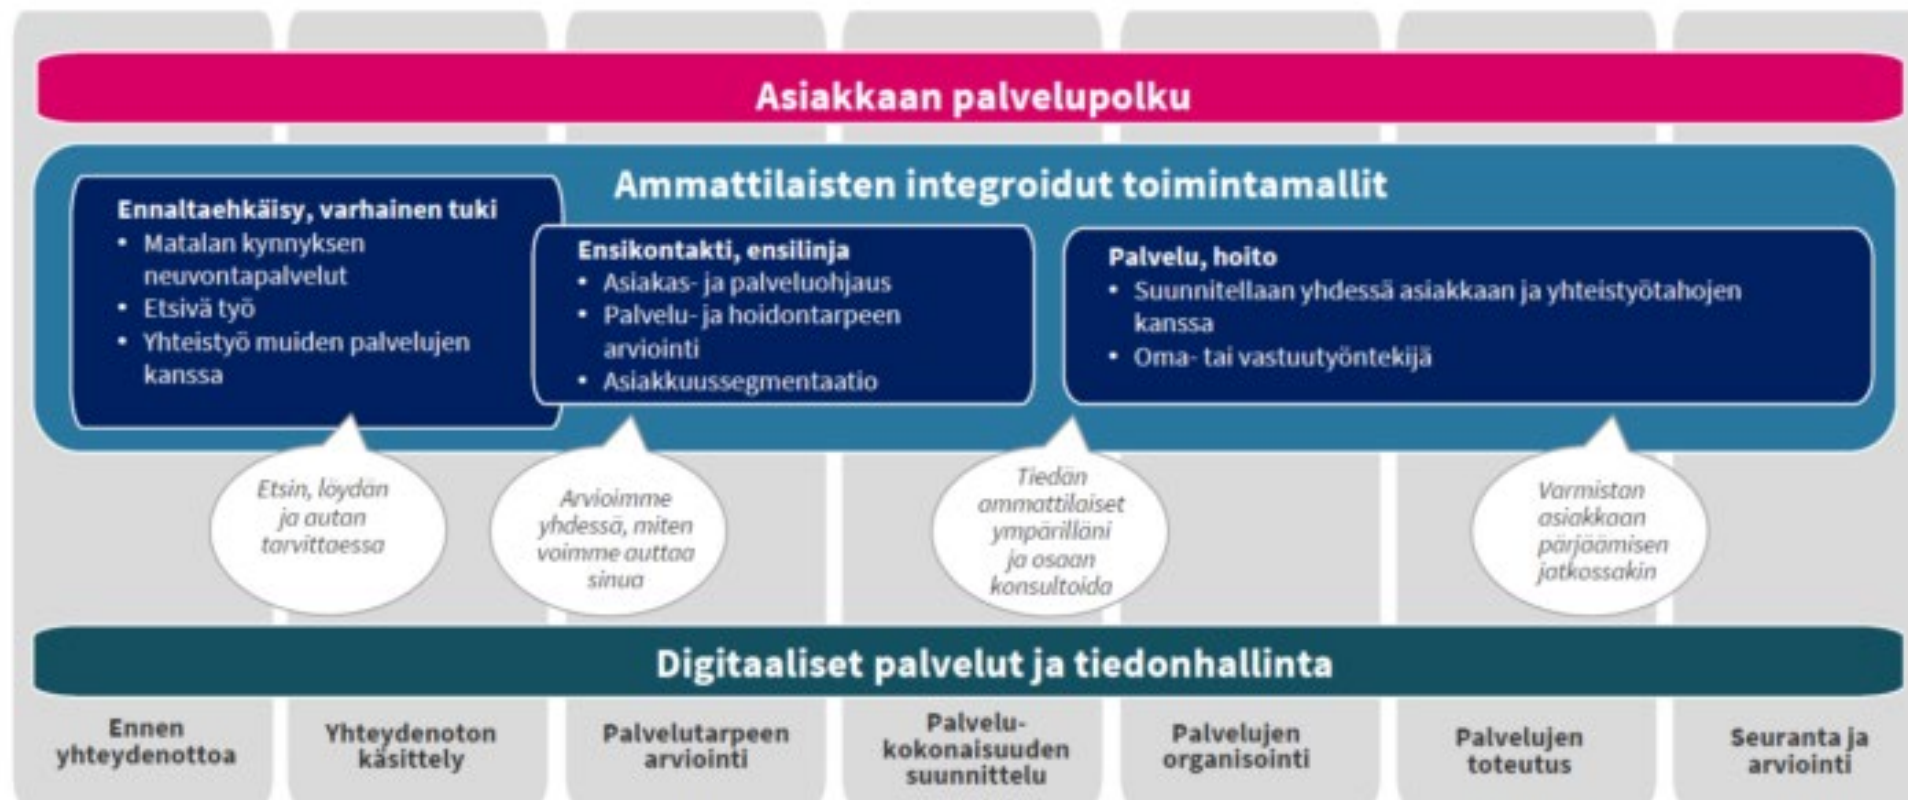 Asiakkaan palvelupolku
Ammattilaisten integroidut toimintamallit
Ennaltaehkäisy, varhainen tuki
• Matalan kynnyksen
neuvontapalvelut
• Etsivä työ
• Yhteistyö muiden palvelujen
kanssa
Ensikontakti, ensilinja
• Asiakas- ja palveluohjaus
• Palvelu- ja hoidontarpeen
arviointi
• Asiakkuussegmentaatio
Palvelu, hoito
• Suunnitellaan yhdessä asiakkaan ja yhteistyötahojen
kanssa
• Oma- tai vastuutyöntekijä
Etsin, löydän
ja autan
tarvittaessa
Arvioimme
yhdessä, miten
voimme auttaa
sinua
Tiedän
ammattilaiset
ympärilläni
ja osaan
konsultoida
Varmistan
asiakkaan
pärjäämisen
jatkossakin
Digitaaliset palvelut ja tiedonhallinta
Ennen
yhteydenottoa
Yhteydenoton
käsittely
Palvelutarpeen
arviointi
Palvelu-
kokonaisuuden
suunnittelu
Palvelujen
organisointi
Palvelujen
toteutus
Seuranta ja
arviointi